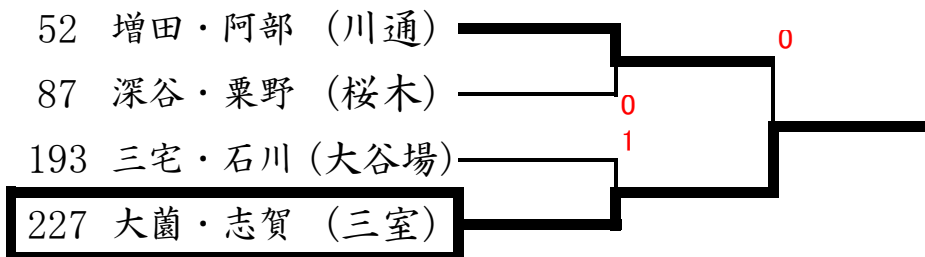 52 増田・阿部 (川通)
0
87 深谷・粟野 (桜木)
0
1
193 三宅・石川 (大谷場)
227 大薗・志賀 (三室)